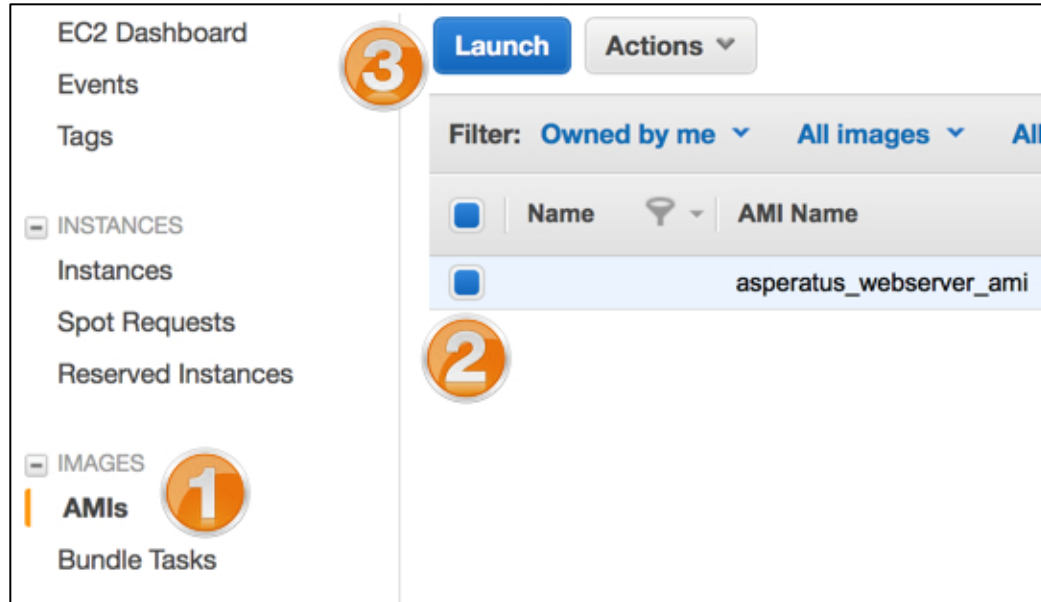 EC2 Dashboard
Events
Tags
INSTANCES
Instances
Spot Requests
Reserved Instances
IMAGES
AMIs
1
Bundle Tasks
3
Launch
Actions
Filter: Owned by me All images All
Name AMI Name
asperatus_webserver_ami
2